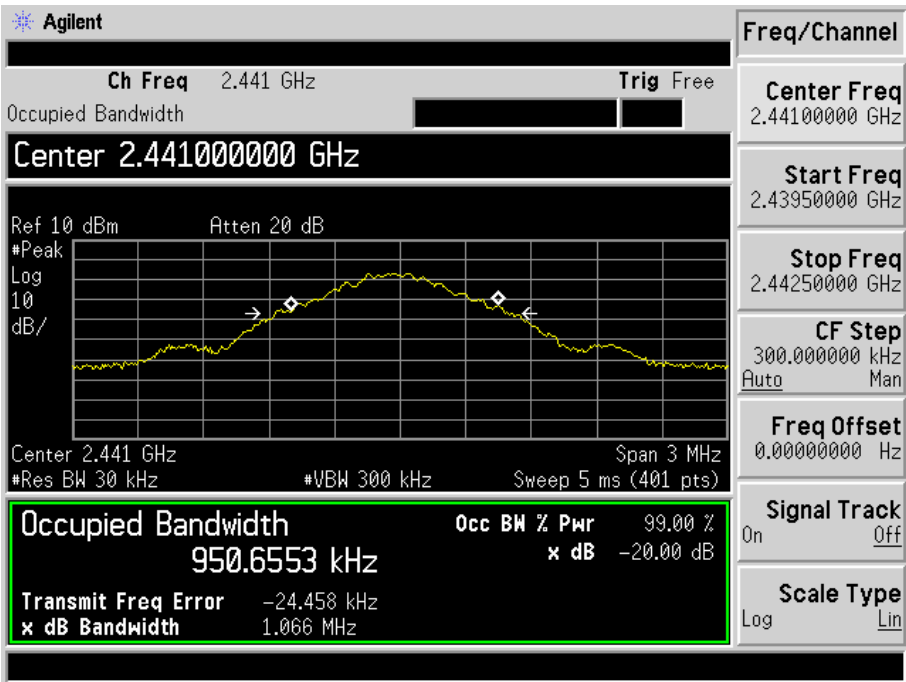 Agilent
Ch Freq 2.441 GHz Trig Free
Occupied Bandwidth
Center 2.441000000 GHz
Ref 10 dBm Atten 20 dB
#Peak
Log
10
dB/
Center 2.441 GHz Span 3 MHz
#Res BW 30 kHz #VBW 300 kHz Sweep 5 ms (401 pts)
Occupied Bandwidth Occ BW % Pwr 99.00 %
950.6553 kHz x dB -20.00 dB
Transmit Freq Error -24.458 kHz
x dB Bandwidth 1.066 MHz
Freq/Channel
Center Freq
2.44100000 GHz
Start Freq
2.43950000 GHz
Stop Freq
2.44250000 GHz
CF Step
300.000000 kHz
Auto Man
Freq Offset
0.00000000 Hz
Signal Track
On Off
Scale Type
Log Lin